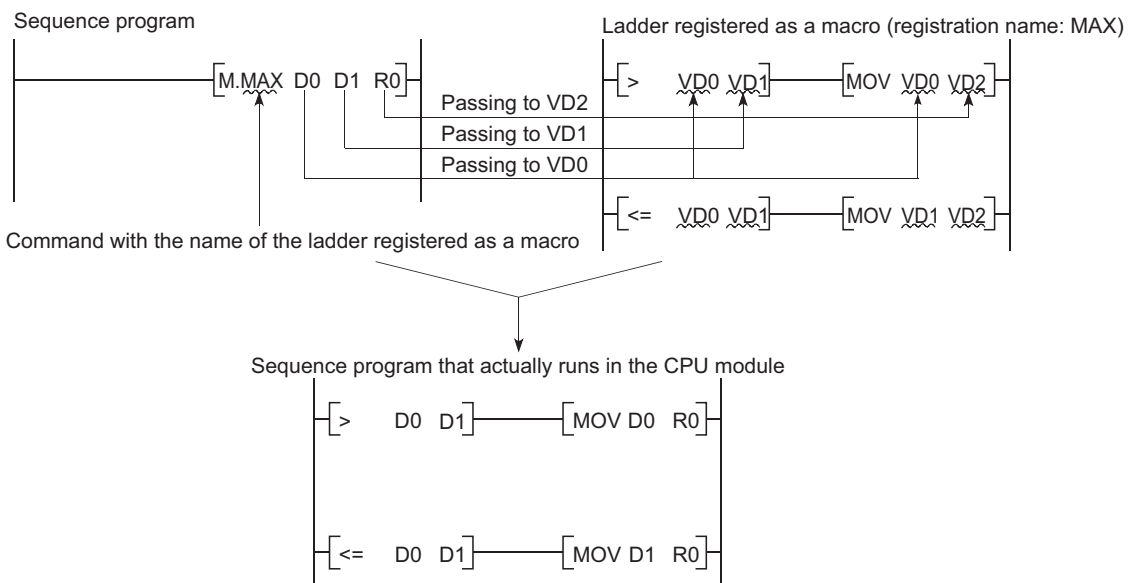 Sequence program
Ladder registered as a macro (registration name: MAX)
M.MAX D0 D1 R0
> VD0 VD1 MOV VD0 VD2
Passing to VD2
Passing to VD1
Passing to VD0
<= VD0 VD1 MOV VD1 VD2
Command with the name of the ladder registered as a macro
Sequence program that actually runs in the CPU module
> D0 D1 MOV D0 R0
<= D0 D1 MOV D1 R0